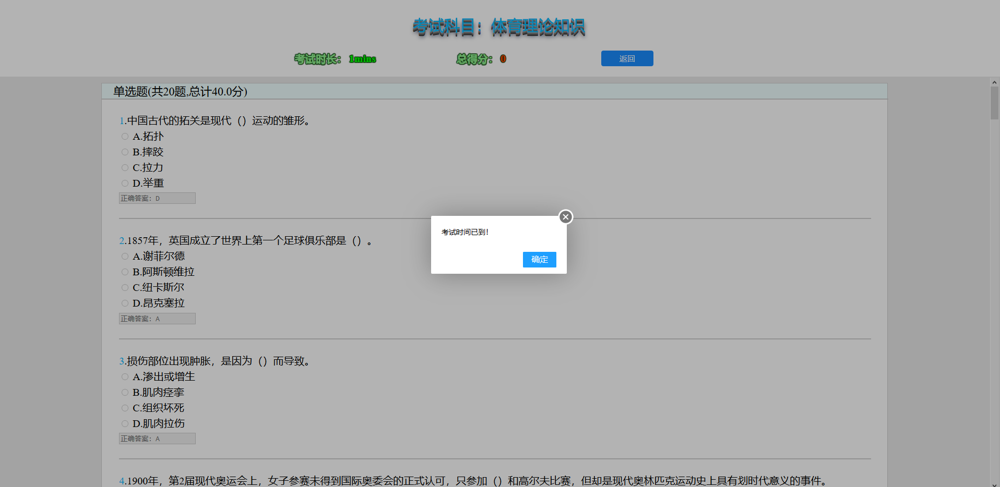 考试科目：体育理论知识
考试时长： 1mins 总得分： 0 返回
单选题(共20题,总计40.0分)
1.中国古代的拓关是现代（）运动的雏形。
A.拓扑
B.摔跤
C.拉力
D.举重
正确答案：D
2.1857年，英国成立了世界上第一个足球俱乐部是（）。
A.谢菲尔德
B.阿斯顿维拉
C.纽卡斯尔
D.昂克塞拉
正确答案：A
考试时间已到！
确定
3.损伤部位出现肿胀，是因为（）而导致。
A.渗出或增生
B.肌肉痉挛
C.组织坏死
D.肌肉拉伤
正确答案：A
4.1900年，第2届现代奥运会上，女子参赛未得到国际奥委会的正式认可，只参加（）和高尔夫比赛，但却是现代奥林匹克运动史上具有划时代意义的事件。